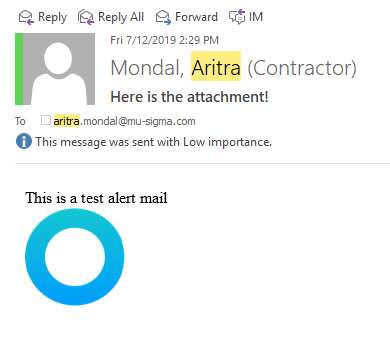 Reply Reply All Forward IM
Fri 7/12/2019 2:29 PM
Mondal, Aritra (Contractor)
Here is the attachment!
To aritra.mondal@mu-sigma.com
This message was sent with Low importance.
This is a test alert mail